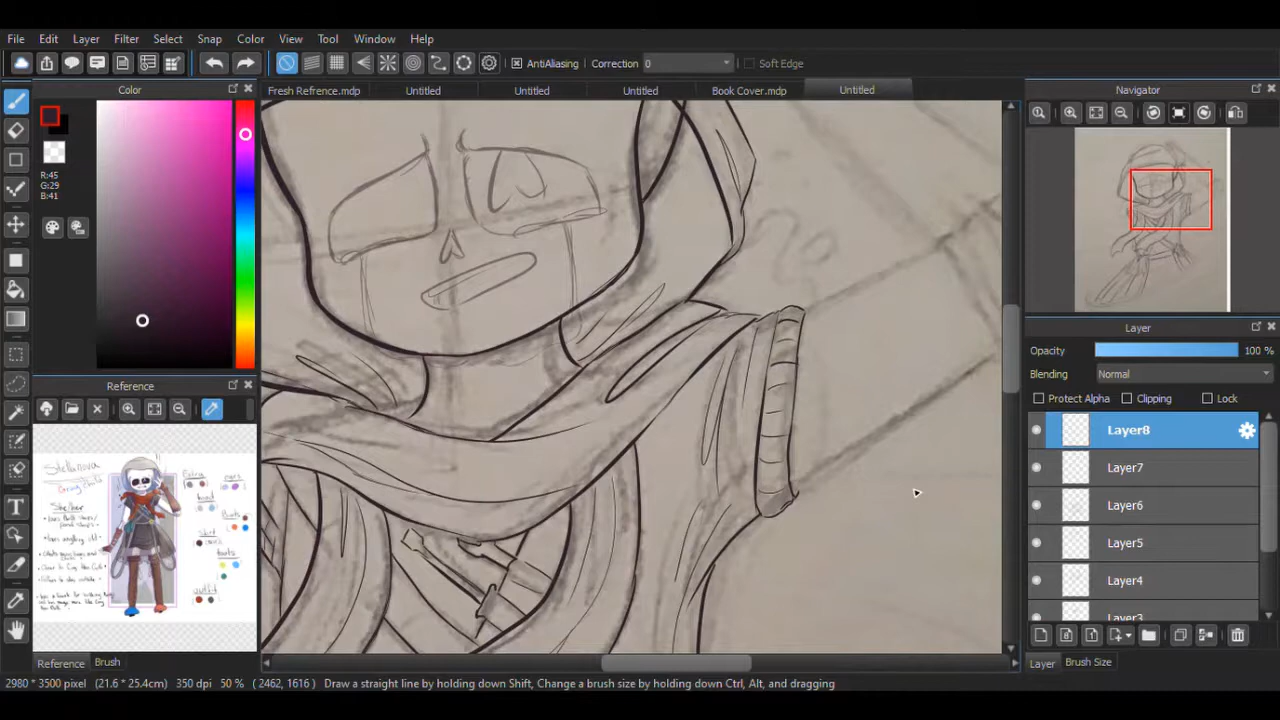 File Edit Layer Filter Select Snap Color View Tool Window Help
AntiAliasing Correction 0 Soft Edge
Color
Fresh Refrence.mdp Untitled Untitled Untitled Book Cover.mdp Untitled
Navigator
R:45
G:29
B:41
Reference
Stellanova
Reference Brush
Layer
Opacity 100 %
Blending Normal
Protect Alpha Clipping Lock
Layer8
Layer7
Layer6
Layer5
Layer4
Layer3
Layer Brush Size
2980 * 3500 pixel (21.6 * 25.4cm) 350 dpi 50 % ( 2462, 1616 ) Draw a straight line by holding down Shift, Change a brush size by holding down Ctrl, Alt, and dragging